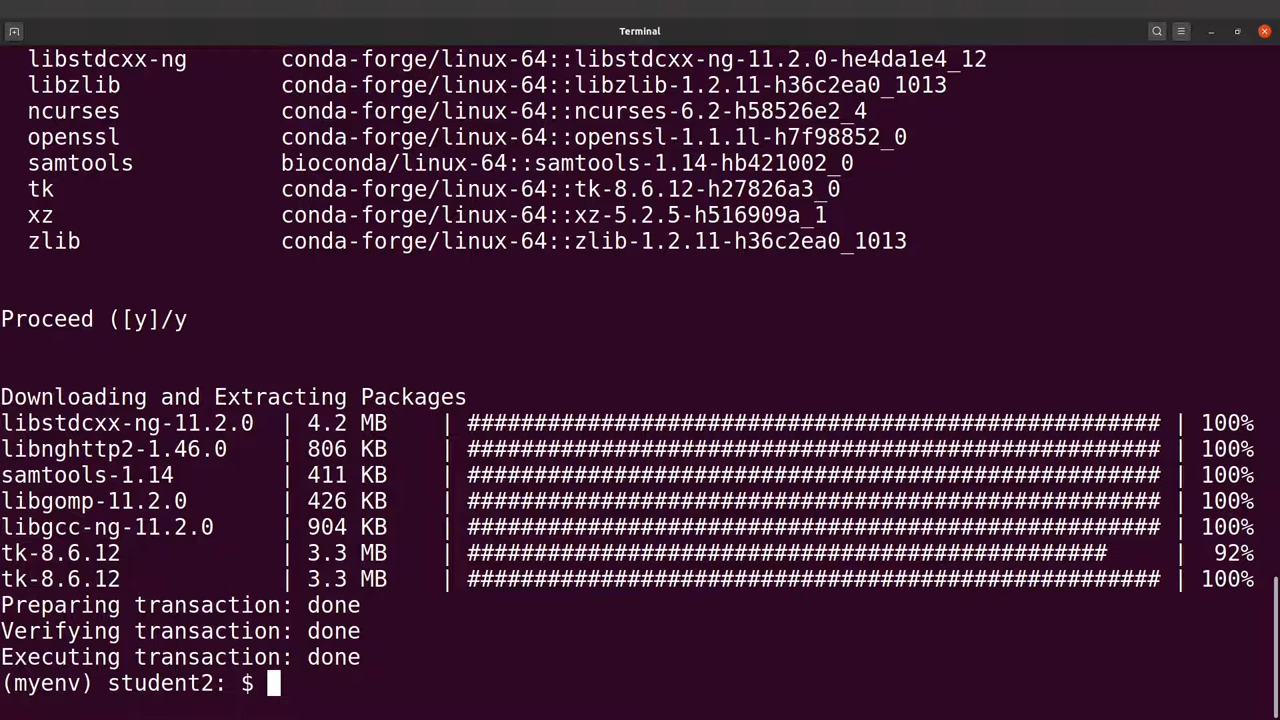 Terminal
libstdcxx-ng conda-forge/linux-64::libstdcxx-ng-11.2.0-he4da1e4_12
libzlib conda-forge/linux-64::libzlib-1.2.11-h36c2ea0_1013
ncurses conda-forge/linux-64::ncurses-6.2-h58526e2_4
openssl conda-forge/linux-64::openssl-1.1.1l-h7f98852_0
samtools bioconda/linux-64::samtools-1.14-hb421002_0
tk conda-forge/linux-64::tk-8.6.12-h27826a3_0
xz conda-forge/linux-64::xz-5.2.5-h516909a_1
zlib conda-forge/linux-64::zlib-1.2.11-h36c2ea0_1013
Proceed ([y]/y
Downloading and Extracting Packages
libstdcxx-ng-11.2.0 | 4.2 MB | #################################################### | 100%
libnghttp2-1.46.0 | 806 KB | #################################################### | 100%
samtools-1.14 | 411 KB | #################################################### | 100%
libgomp-11.2.0 | 426 KB | #################################################### | 100%
libgcc-ng-11.2.0 | 904 KB | #################################################### | 100%
tk-8.6.12 | 3.3 MB | ################################################ | 92%
tk-8.6.12 | 3.3 MB | #################################################### | 100%
Preparing transaction: done
Verifying transaction: done
Executing transaction: done
(myenv) student2: $